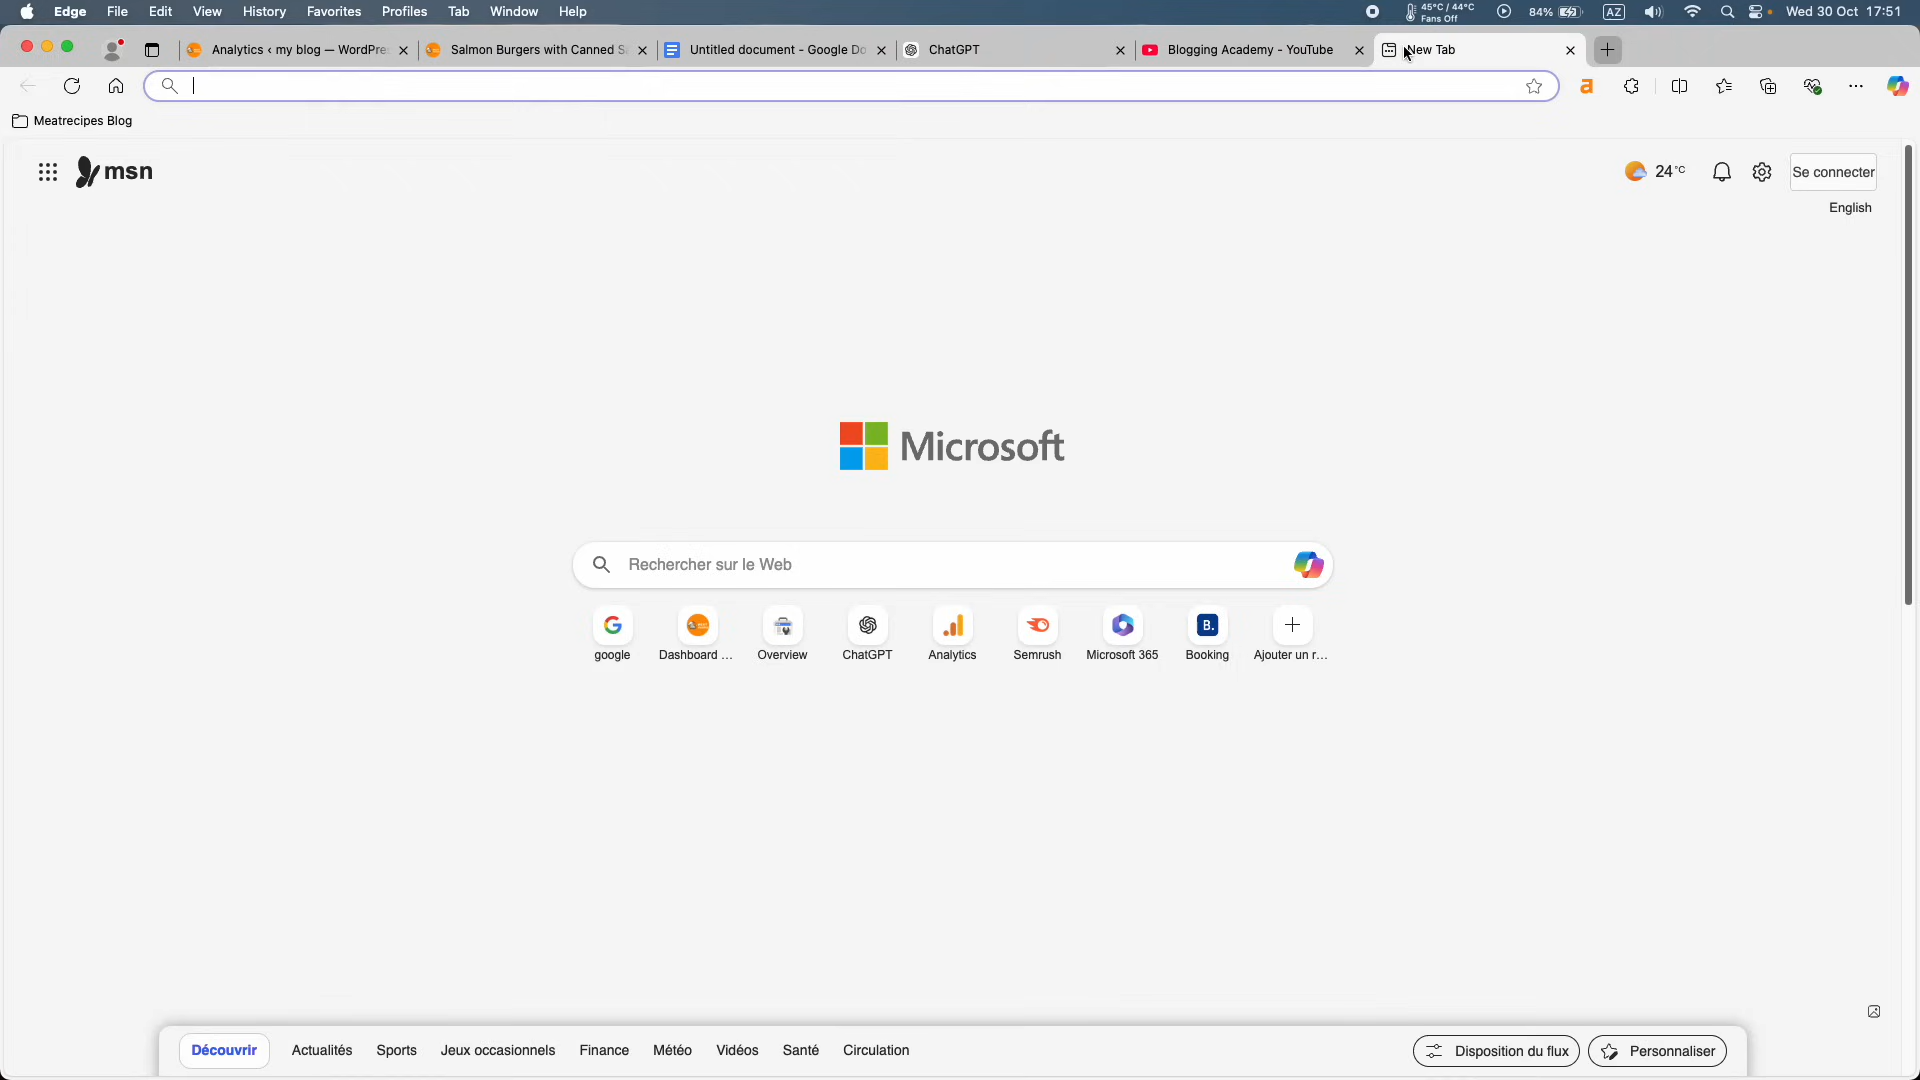 Edge File Edit View History Favorites Profiles Tab Window Help 45°C / 44°C Fans Off 84% AZ Wed 30 Oct 17:51
Analytics ‹ my blog — WordPre Salmon Burgers with Canned S Untitled document - Google Do ChatGPT Blogging Academy - YouTube New Tab
a
Meatrecipes Blog
msn 24°C Se connecter
English
Microsoft
Rechercher sur le Web
G B.
google Dashboard ... Overview ChatGPT Analytics Semrush Microsoft 365 Booking Ajouter un r...
Découvrir Actualités Sports Jeux occasionnels Finance Météo Vidéos Santé Circulation Disposition du flux Personnaliser